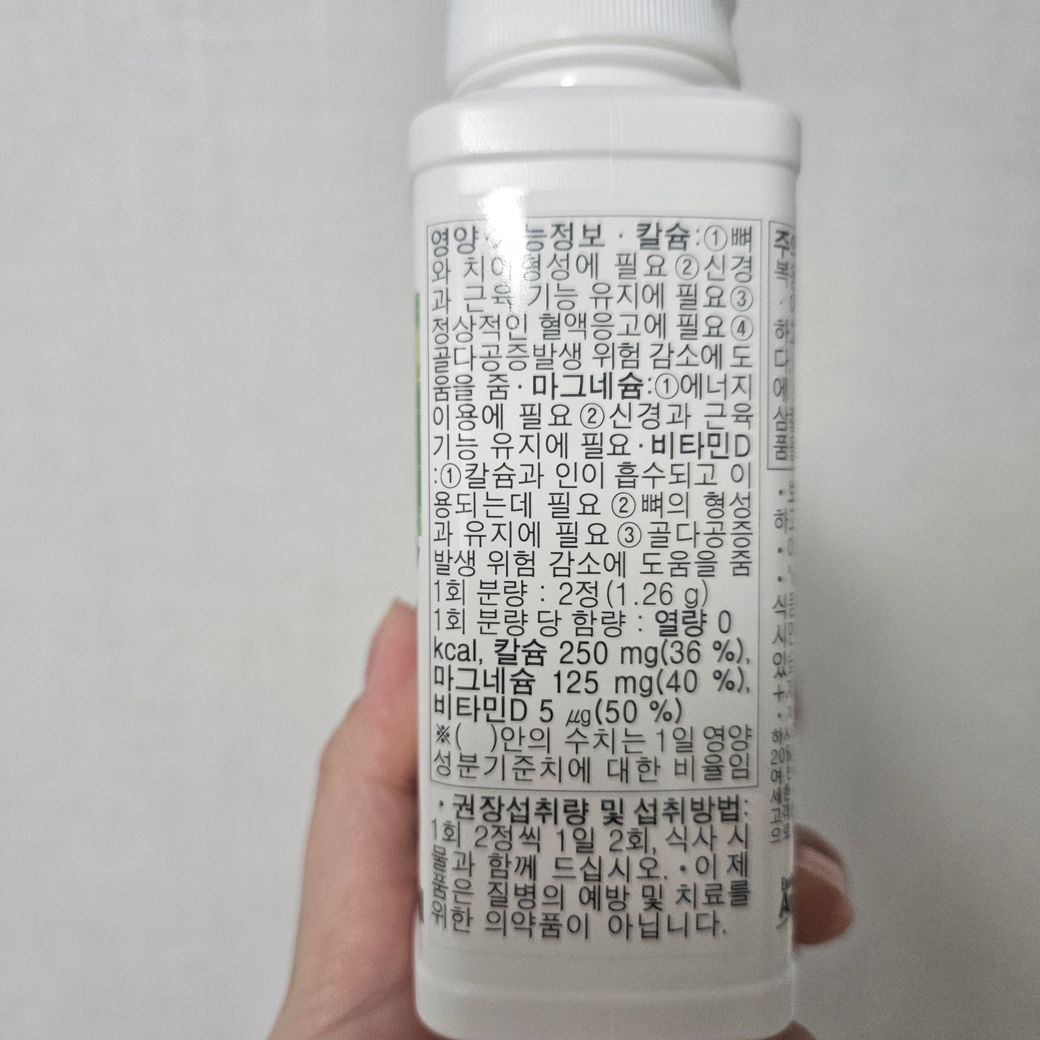 영양· 능정보 · 칼슘:①뼈
와 치아 형성에 필요②신경
과 근육 기능 유지에 필요③
정상적인 혈액응고에 필요④
골다공증발생 위험 감소에 도
움을 줌·마그네슘:①에너지
이용에 필요②신경과 근육
기능 유지에 필요·비타민D
:①칼슘과 인이 흡수되고 이
용되는데 필요②뼈의 형성
과 유지에 필요③골다공증
발생 위험 감소에 도움을 줌
1회 분량 : 2정(1.26 g)
1회 분량 당 함량 : 열량 0
kcal, 칼슘 250 mg(36 %),
마그네슘 125 mg(40 %),
비타민D 5 ㎍(50 %)
※( )안의 수치는 1일 영양
성분기준치에 대한 비율임
·권장섭취량 및 섭취방법:
1회 2정씩 1일 2회, 식사 시
물과 함께 드십시오. ·이 제
품은 질병의 예방 및 치료를
위한 의약품이 아닙니다.